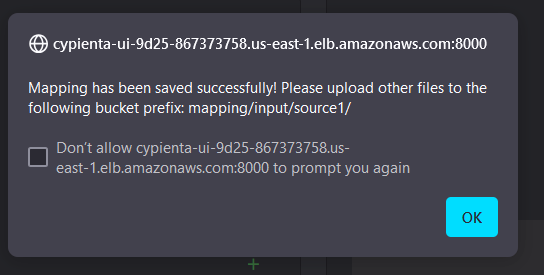 cypienta-ui-9d25-867373758.us-east-1.elb.amazonaws.com:8000
Mapping has been saved successfully! Please upload other files to the
following bucket prefix: mapping/input/source1/
Don't allow cypienta-ui-9d25-867373758.us-
east-1.elb.amazonaws.com:8000 to prompt you again
OK